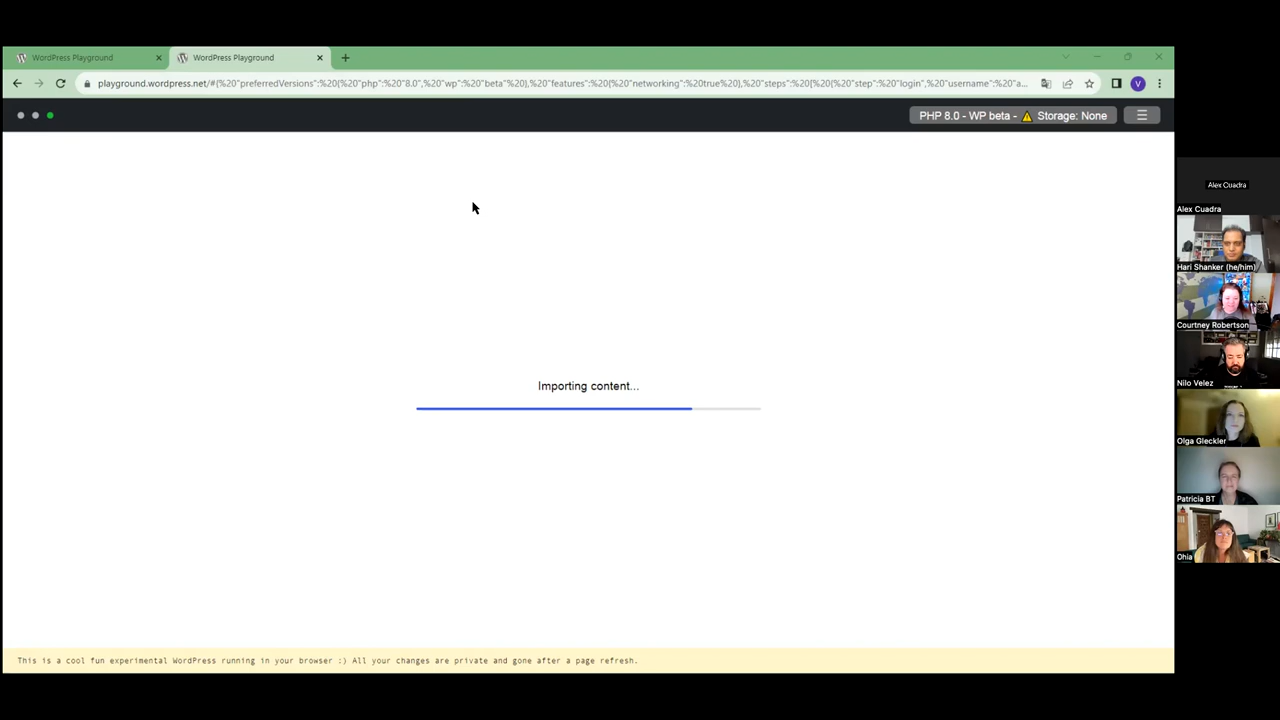 WordPress Playground
WordPress Playground
playground.wordpress.net/#{%20"preferredVersions":%20{%20"php":%20"8.0",%20"wp":%20"beta"%20},%20"features":%20{%20"networking":%20true%20},%20"steps":%20[{%20"step":%20"login",%20"username":%20"a...
V
PHP 8.0 - WP beta - ⚠ Storage: None
Importing content...
This is a cool fun experimental WordPress running in your browser :) All your changes are private and gone after a page refresh.
Alex Cuadra
Alex Cuadra
Hari Shanker (he/him)
Courtney Robertson
Nilo Velez
Olga Gleckler
Patricia BT
Ohia